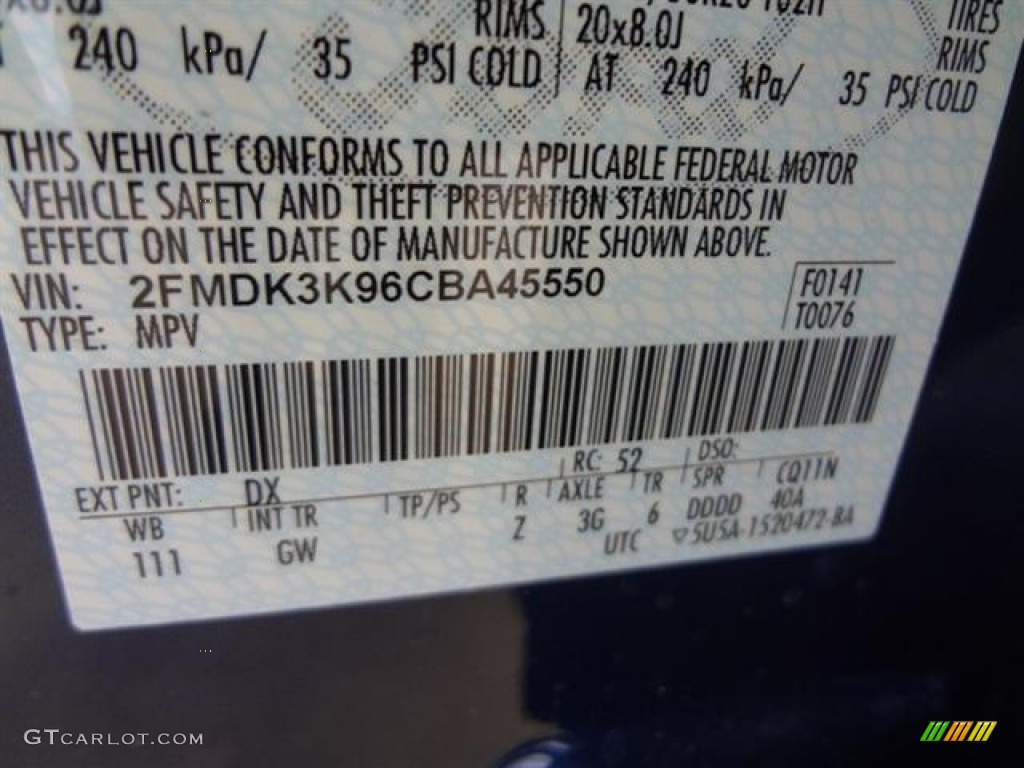 RIMS 20x8.0J TIRES
RIMS
240 kPa/ 35 PSI COLD AT 240 kPa/ 35 PSI COLD
THIS VEHICLE CONFORMS TO ALL APPLICABLE FEDERAL MOTOR
VEHICLE SAFETY AND THEFT PREVENTION STANDARDS IN
EFFECT ON THE DATE OF MANUFACTURE SHOWN ABOVE.
VIN: 2FMDK3K96CBA45550 F0141
TYPE: MPV T0076
RC: 52 DSO:
EXT PNT: DX
WB INT TR TP/PS R AXLE TR SPR CQ11N
111 GW Z 3G 6 DDDD 40A
UTC ▽5U5A-1520472-BA
GTCARLOT.COM